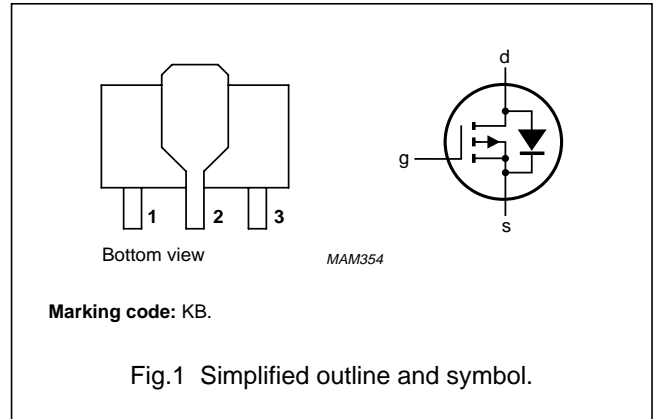 d
g
s
1 2 3
Bottom view
MAM354
Marking code: KB.
Fig.1 Simplified outline and symbol.